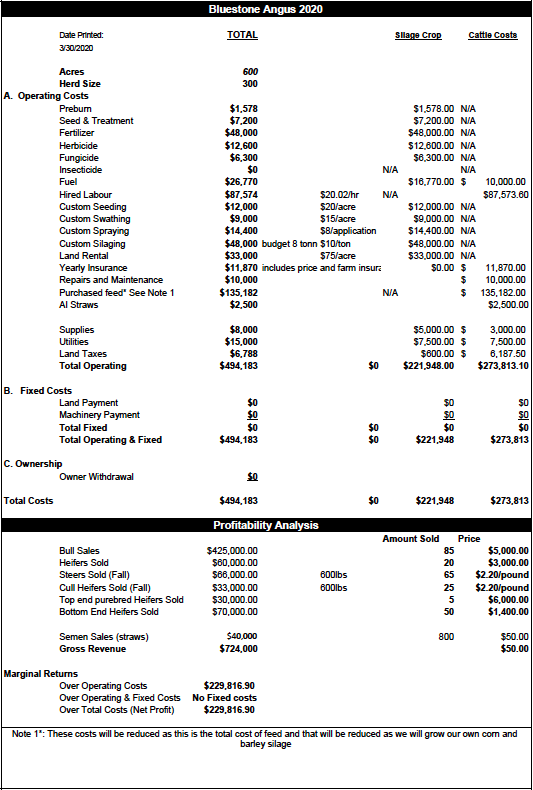 Bluestone Angus 2020
Date Printed: TOTAL Silage Crop Cattle Costs
3/30/2020
Acres 600
Herd Size 300
A. Operating Costs
Preburn $1,578 $1,578.00 N/A
Seed & Treatment $7,200 $7,200.00 N/A
Fertilizer $48,000 $48,000.00 N/A
Herbicide $12,600 $12,600.00 N/A
Fungicide $6,300 $6,300.00 N/A
Insecticide $0 N/A N/A
Fuel $26,770 $16,770.00 $ 10,000.00
Hired Labour $87,574 $20.02/hr N/A $87,573.60
Custom Seeding $12,000 $20/acre $12,000.00 N/A
Custom Swathing $9,000 $15/acre $9,000.00 N/A
Custom Spraying $14,400 $8/application $14,400.00 N/A
Custom Silaging $48,000 budget 8 tonn $10/ton $48,000.00 N/A
Land Rental $33,000 $75/acre $33,000.00 N/A
Yearly Insurance $11,870 includes price and farm insura $0.00 $ 11,870.00
Repairs and Maintenance $10,000 $ 10,000.00
Purchased feed* See Note 1 $135,182 N/A $ 135,182.00
AI Straws $2,500 $2,500.00
Supplies $8,000 $5,000.00 $ 3,000.00
Utilities $15,000 $7,500.00 $ 7,500.00
Land Taxes $6,788 $600.00 $ 6,187.50
Total Operating $494,183 $0 $221,948.00 $273,813.10
B. Fixed Costs
Land Payment $0 $0 $0
Machinery Payment $0 $0 $0
Total Fixed $0 $0 $0 $0
Total Operating & Fixed $494,183 $0 $221,948 $273,813
C. Ownership
Owner Withdrawal $0
Total Costs $494,183 $0 $221,948 $273,813
Profitability Analysis
Amount Sold Price
Bull Sales $425,000.00 85 $5,000.00
Heifers Sold $60,000.00 20 $3,000.00
Steers Sold (Fall) $66,000.00 600lbs 65 $2.20/pound
Cull Heifers Sold (Fall) $33,000.00 600lbs 25 $2.20/pound
Top end purebred Heifers Sold $30,000.00 5 $6,000.00
Bottom End Heifers Sold $70,000.00 50 $1,400.00
Semen Sales (straws) $40,000 800 $50.00
Gross Revenue $724,000 $50.00
Marginal Returns
Over Operating Costs $229,816.90
Over Operating & Fixed Costs No Fixed costs
Over Total Costs (Net Profit) $229,816.90
Note 1*: These costs will be reduced as this is the total cost of feed and that will be reduced as we will grow our own corn and
barley silage